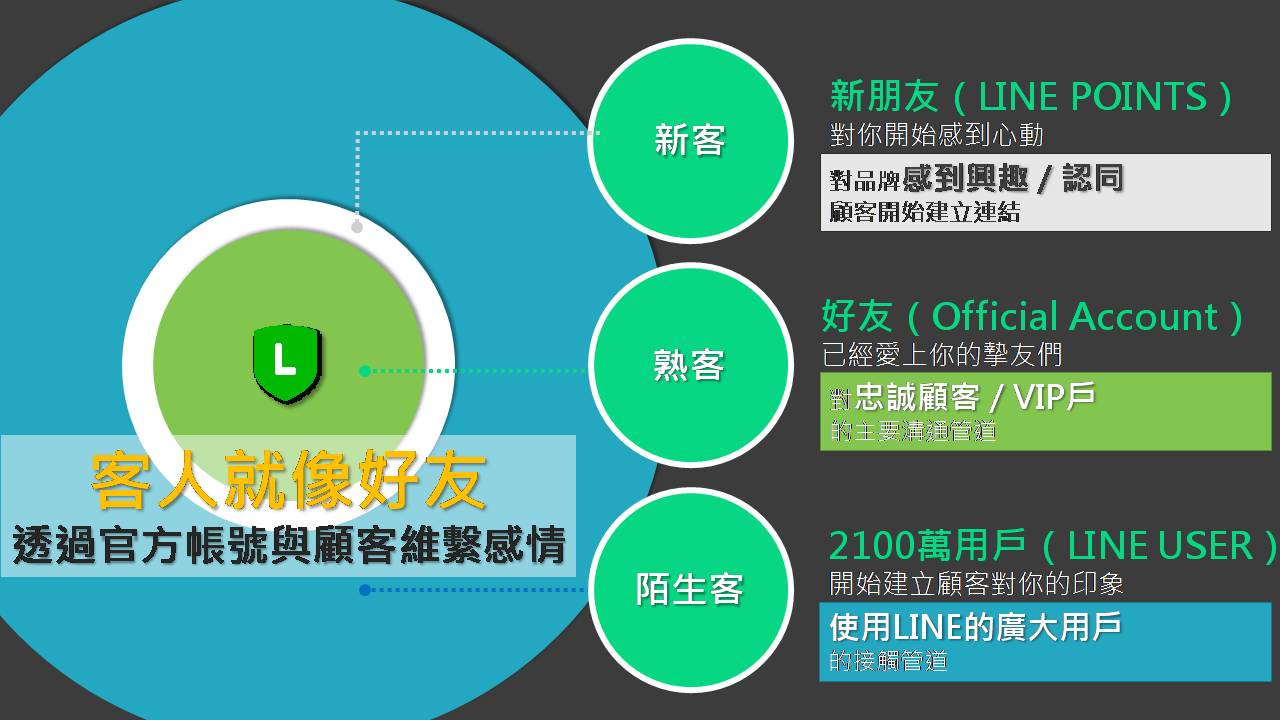 新客
新朋友（LINE POINTS）
對你開始感到心動
對品牌感到興趣 / 認同
顧客開始建立連結
L
熟客
好友（Official Account）
已經愛上你的摯友們
對忠誠顧客 / VIP戶
的主要溝通管道
客人就像好友
透過官方帳號與顧客維繫感情
陌生客
2100萬用戶（LINE USER）
開始建立顧客對你的印象
使用LINE的廣大用戶
的接觸管道